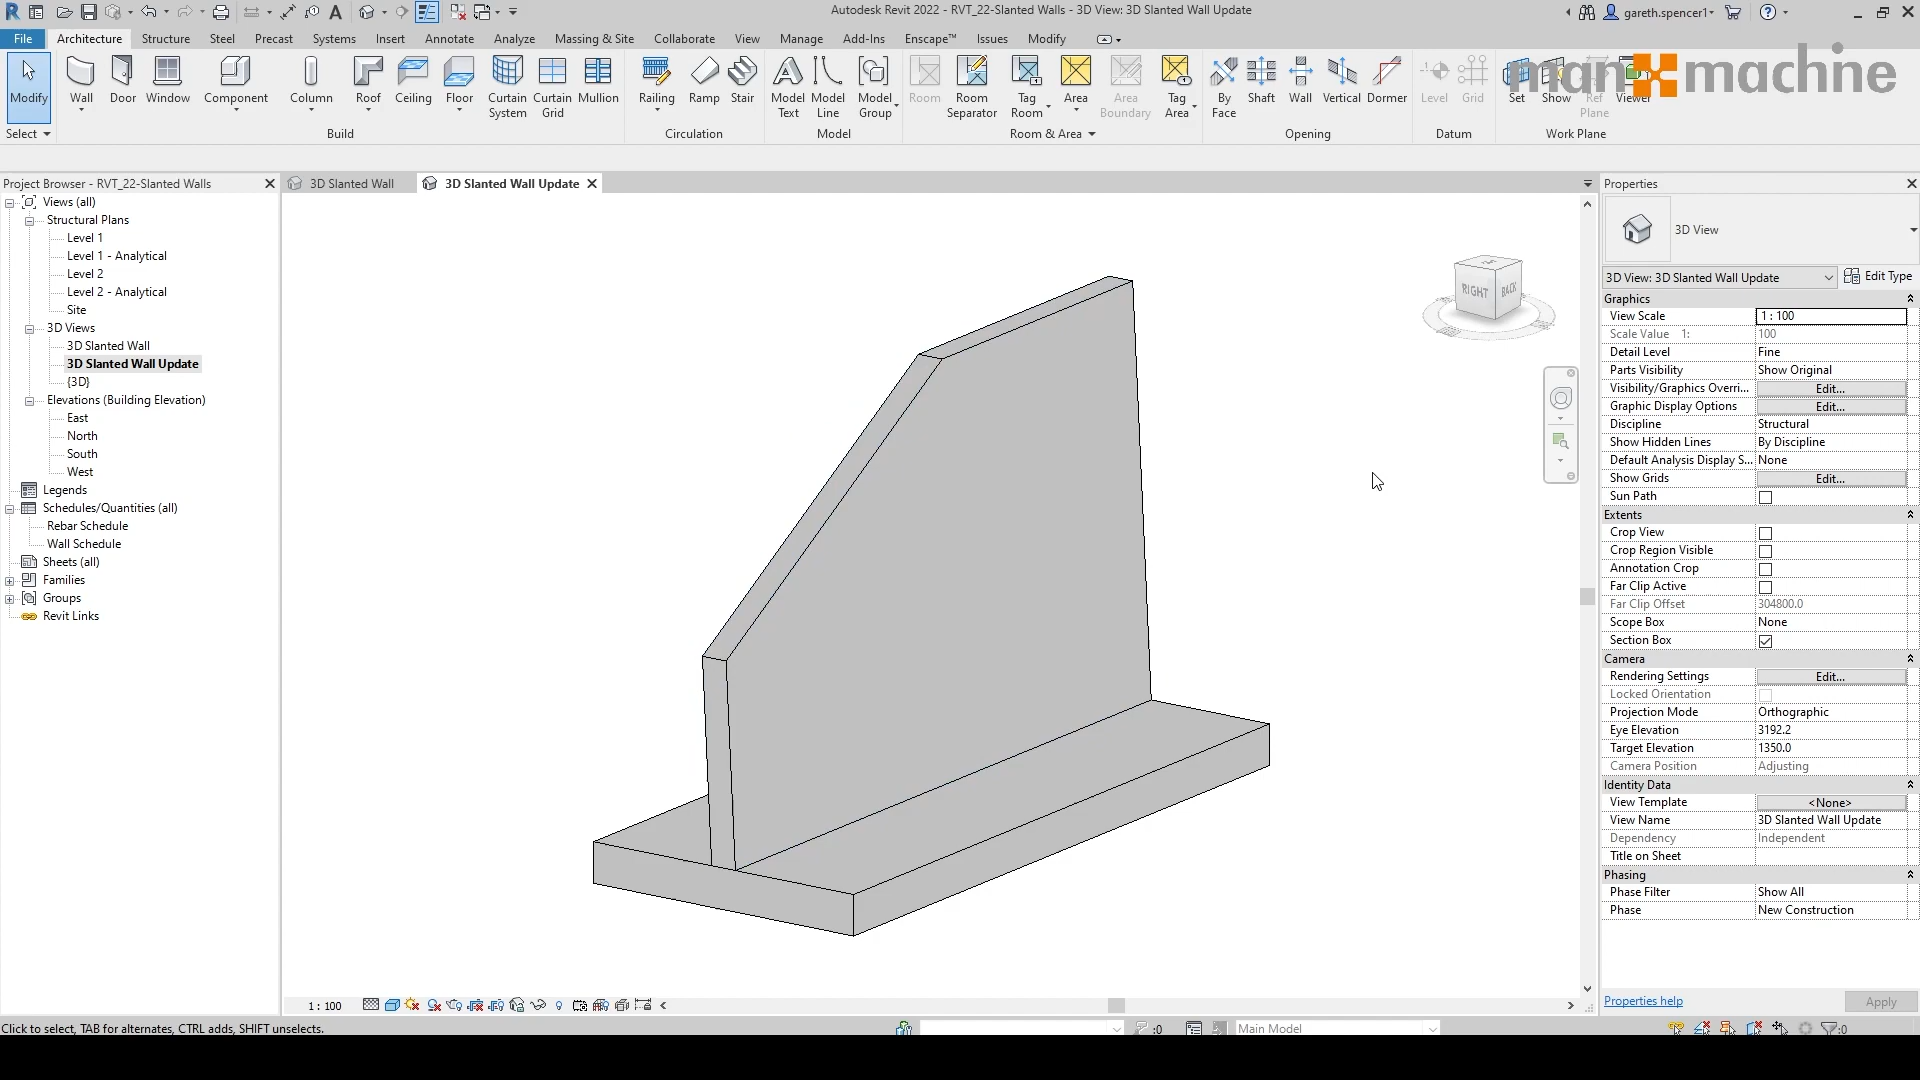 Autodesk Revit 2022 - RVT_22-Slanted Walls - 3D View: 3D Slanted Wall Update
gareth.spencer1
File Architecture Structure Steel Precast Systems Insert Annotate Analyze Massing & Site Collaborate View Manage Add-Ins Enscape™ Issues Modify
man machine
Modify Wall Door Window Component Column Roof Ceiling Floor Curtain System Curtain Grid Mullion Railing Ramp Stair Model Text Model Line Model Group Room Room Separator Tag Room Area Area Boundary Tag Area By Face Shaft Wall Vertical Dormer Level Grid Set Show Ref Plane Viewer
Select Build Circulation Model Room & Area Opening Datum Work Plane
Project Browser - RVT_22-Slanted Walls
3D Slanted Wall
3D Slanted Wall Update
Properties
Views (all)
Structural Plans
Level 1
Level 1 - Analytical
Level 2
Level 2 - Analytical
Site
3D Views
3D Slanted Wall
3D Slanted Wall Update
{3D}
Elevations (Building Elevation)
East
North
South
West
Legends
Schedules/Quantities (all)
Rebar Schedule
Wall Schedule
Sheets (all)
Families
Groups
Revit Links
RIGHT BACK
3D View
3D View: 3D Slanted Wall Update Edit Type
Graphics
View Scale 1 : 100
Scale Value 1: 100
Detail Level Fine
Parts Visibility Show Original
Visibility/Graphics Overri... Edit...
Graphic Display Options Edit...
Discipline Structural
Show Hidden Lines By Discipline
Default Analysis Display S... None
Show Grids Edit...
Sun Path
Extents
Crop View
Crop Region Visible
Annotation Crop
Far Clip Active
Far Clip Offset 304800.0
Scope Box None
Section Box
Camera
Rendering Settings Edit...
Locked Orientation
Projection Mode Orthographic
Eye Elevation 3192.2
Target Elevation 1350.0
Camera Position Adjusting
Identity Data
View Template <None>
View Name 3D Slanted Wall Update
Dependency Independent
Title on Sheet
Phasing
Phase Filter Show All
Phase New Construction
Properties help Apply
1 : 100
Click to select, TAB for alternates, CTRL adds, SHIFT unselects.
:0
Main Model
:0